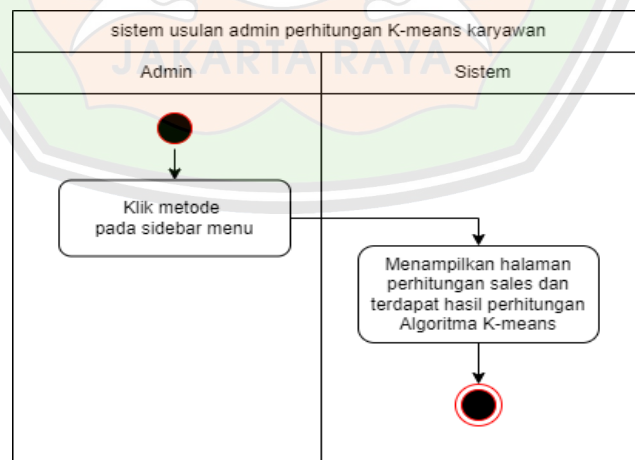 sistem usulan admin perhitungan K-means karyawan
JAKARTA RAYA
Admin
Sistem
Klik metode
pada sidebar menu
Menampilkan halaman
perhitungan sales dan
terdapat hasil perhitungan
Algoritma K-means